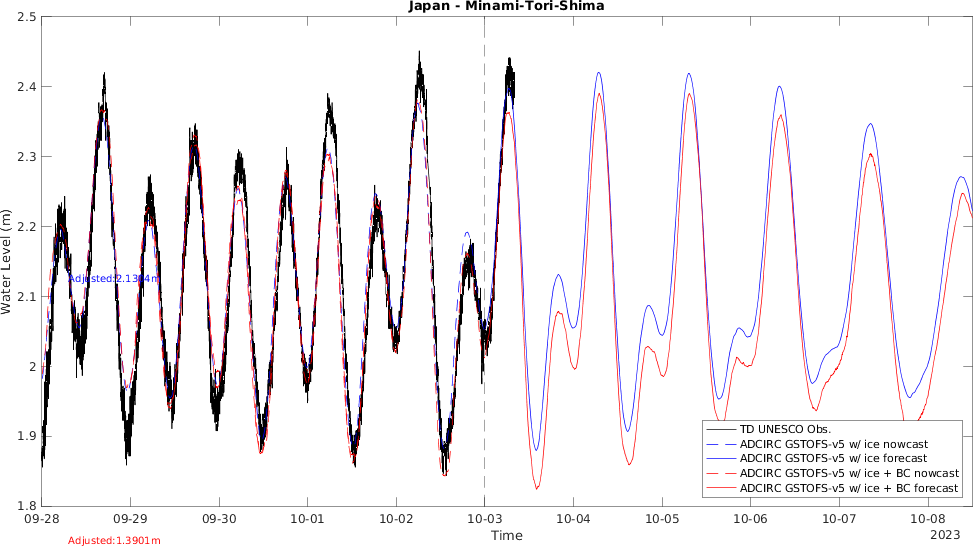 Japan - Minami-Tori-Shima
2.5
2.4
2.3
2.2
2.1
2
1.9
1.8
Water Level (m)
Adjusted:2.1304m
TD UNESCO Obs.
ADCIRC GSTOFS-v5 w/ ice nowcast
ADCIRC GSTOFS-v5 w/ ice forecast
ADCIRC GSTOFS-v5 w/ ice + BC nowcast
ADCIRC GSTOFS-v5 w/ ice + BC forecast
09-28 09-29 09-30 10-01 10-02 10-03 10-04 10-05 10-06 10-07 10-08
Time
2023
Adjusted:1.3901m